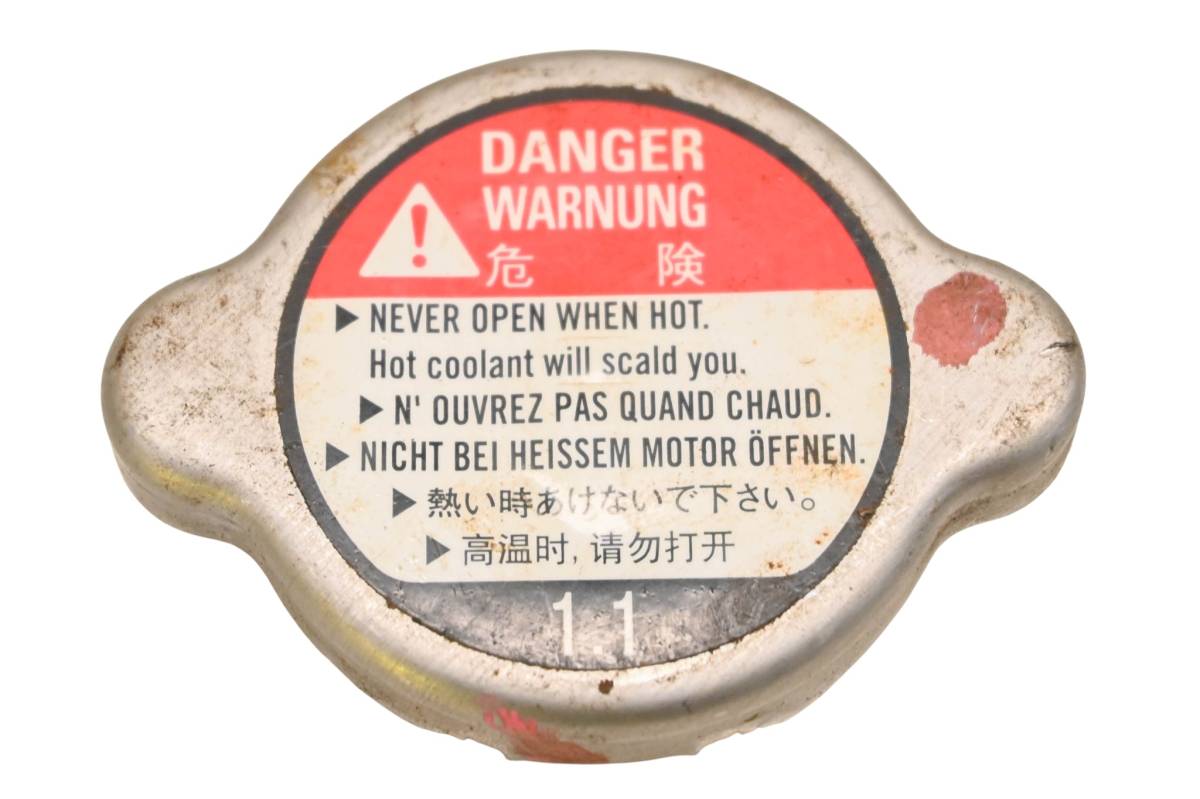 DANGER
WARNUNG
危険
▶ NEVER OPEN WHEN HOT.
Hot coolant will scald you.
▶ N' OUVREZ PAS QUAND CHAUD.
▶ NICHT BEI HEISSEM MOTOR ÖFFNEN.
▶ 熱い時あけないで下さい。
▶ 高温时, 请勿打开
1.1